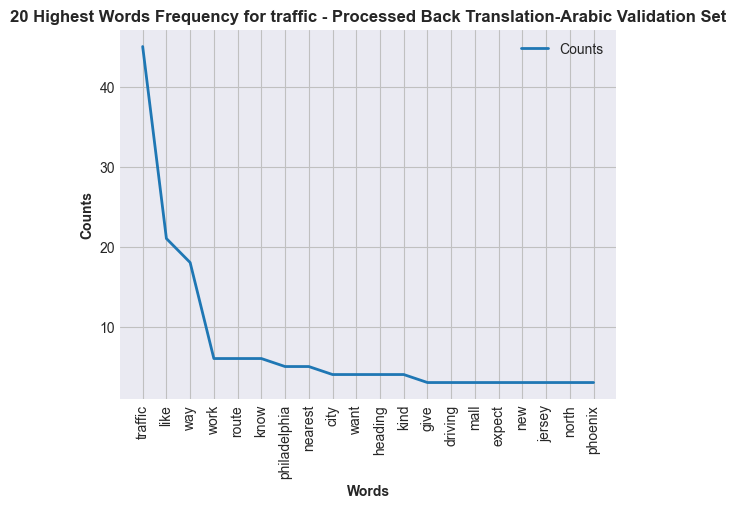 20 Highest Words Frequency for traffic - Processed Back Translation-Arabic Validation Set
Counts
Counts
40
30
20
10
traffic
like
way
work
route
know
philadelphia
nearest
city
want
heading
kind
give
driving
mall
expect
new
jersey
north
phoenix
Words